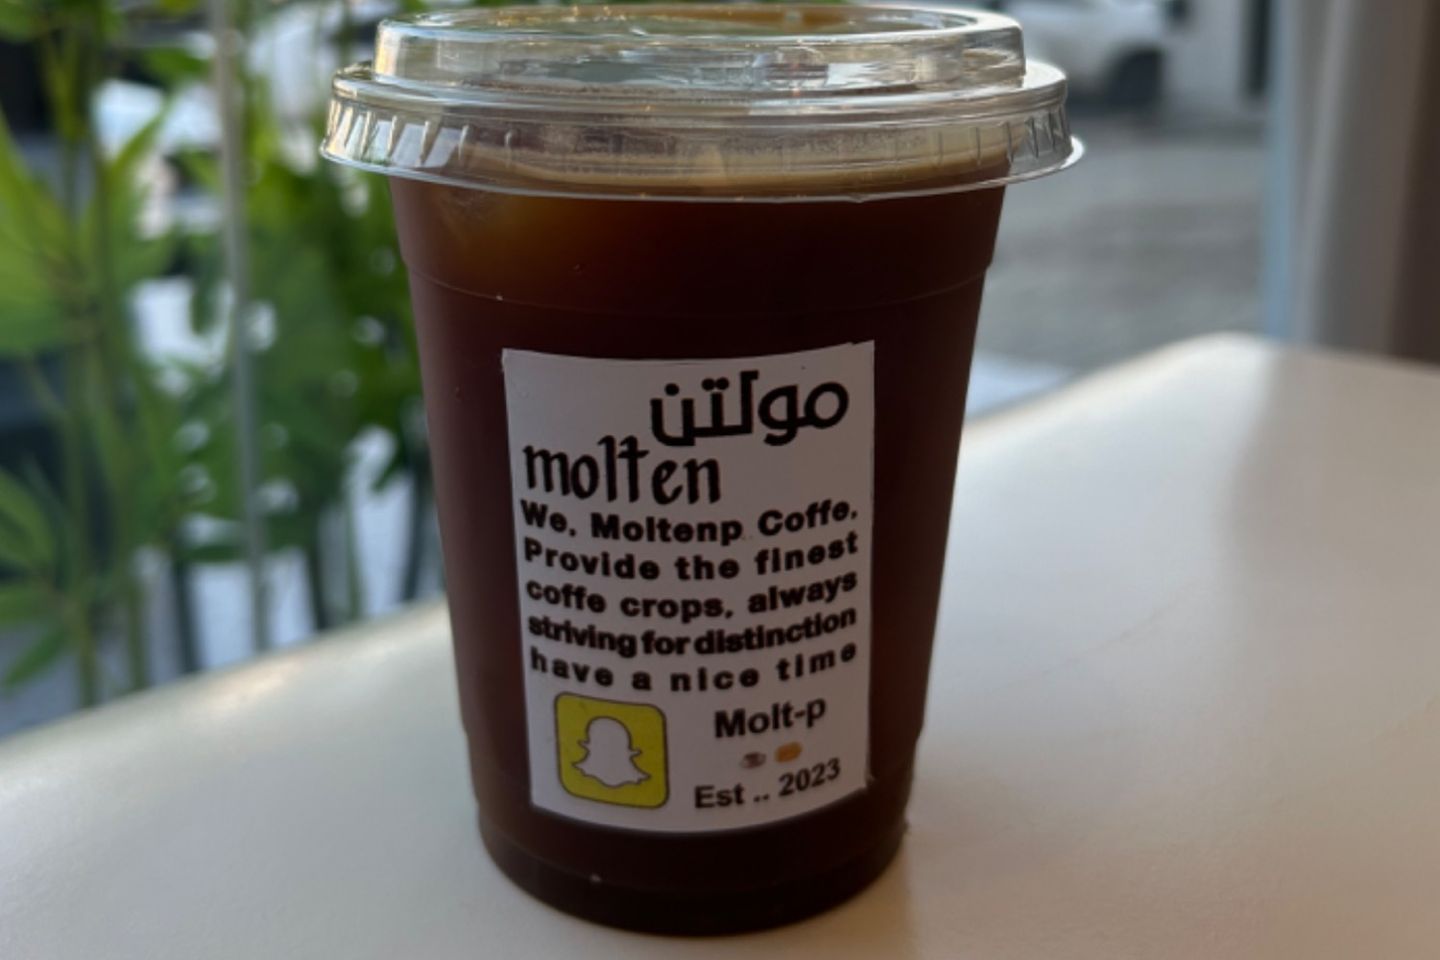 مولتن
molten
We. Moltenp Coffe.
Provide the finest
coffe crops, always
striving for distinction
have a nice time
Molt-p
Est .. 2023